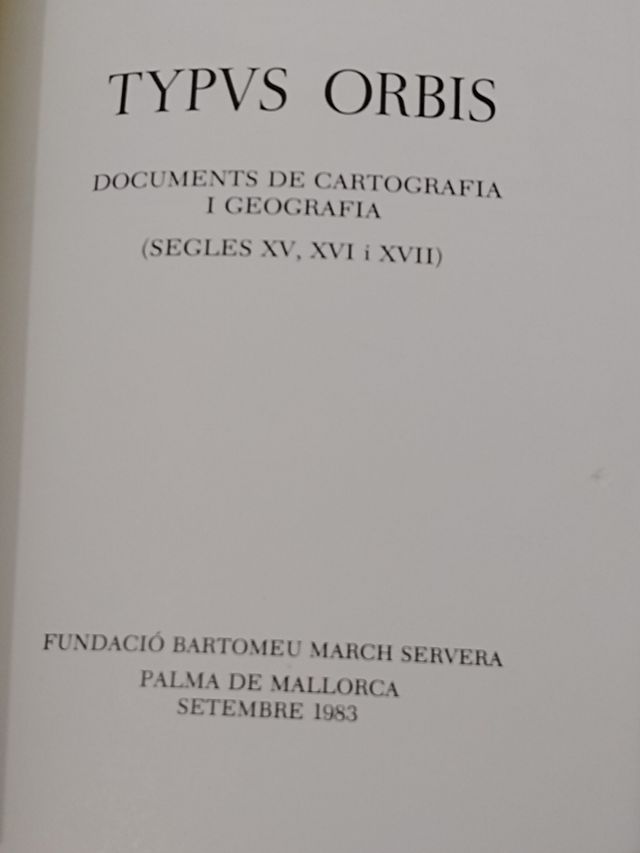 TYPVS ORBIS
DOCUMENTS DE CARTOGRAFIA
I GEOGRAFIA
(SEGLES XV, XVI i XVII)
FUNDACIÓ BARTOMEU MARCH SERVERA
PALMA DE MALLORCA
SETEMBRE 1983